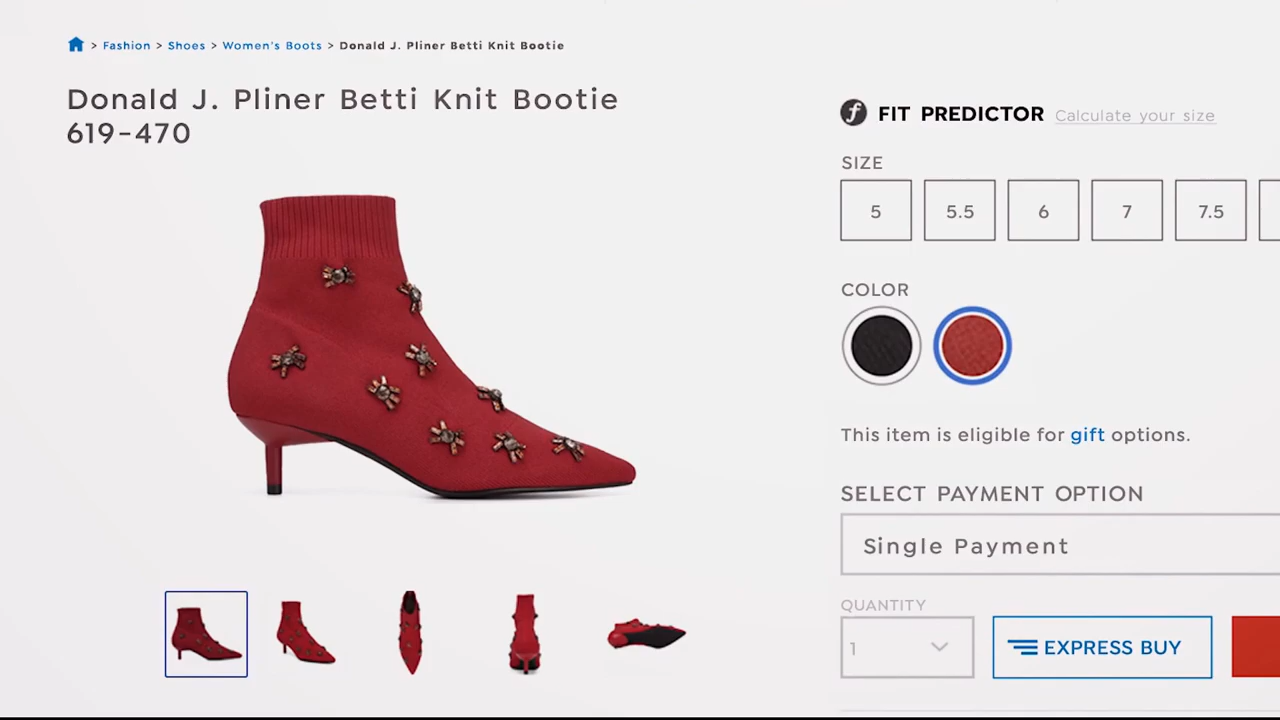 > Fashion > Shoes > Women's Boots > Donald J. Pliner Betti Knit Bootie
Donald J. Pliner Betti Knit Bootie
619-470
f FIT PREDICTOR Calculate your size
SIZE
5 5.5 6 7 7.5
COLOR
This item is eligible for gift options.
SELECT PAYMENT OPTION
Single Payment
QUANTITY
1
EXPRESS BUY